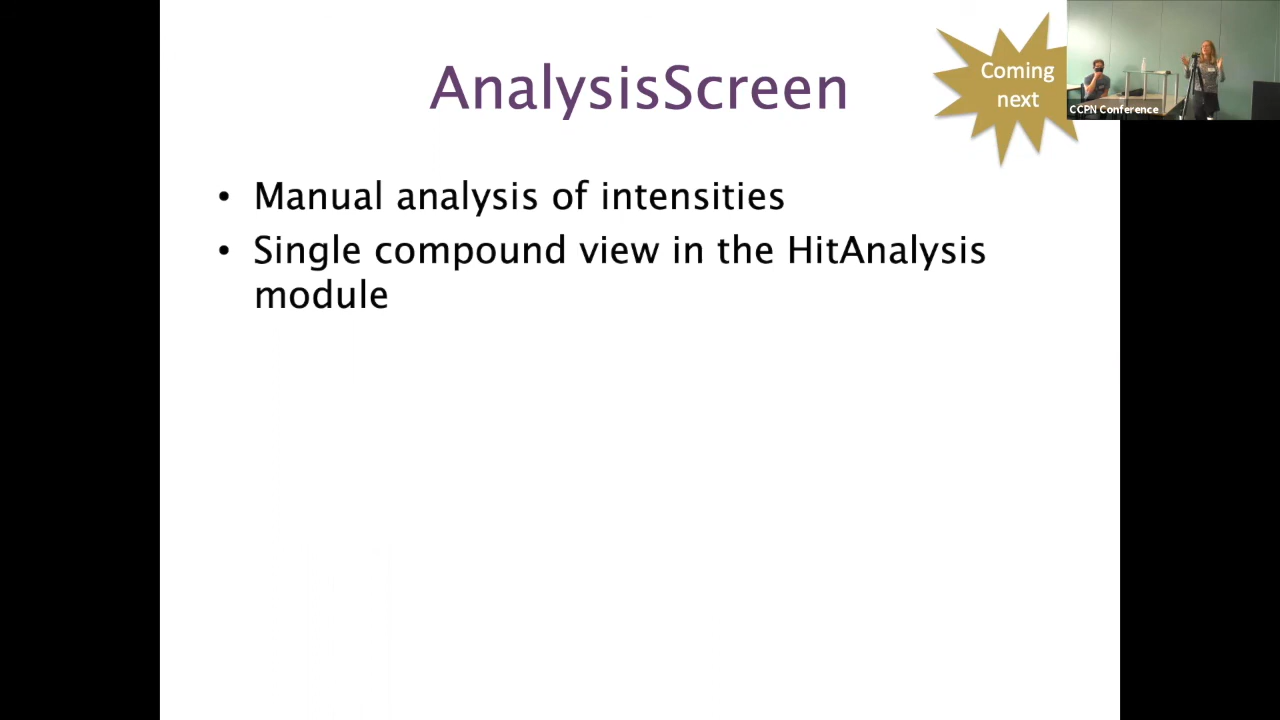 AnalysisScreen
Coming
next
CCPN Conference
• Manual analysis of intensities
• Single compound view in the HitAnalysis
module